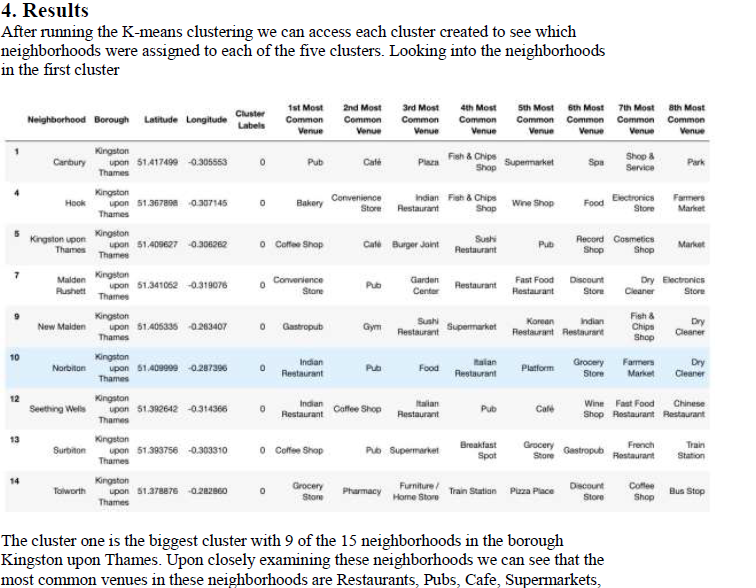 4. Results
After running the K-means clustering we can access each cluster created to see which
neighborhoods were assigned to each of the five clusters. Looking into the neighborhoods
in the first cluster
Neighborhood Borough Latitude Longitude Cluster Labels 1st Most Common Venue 2nd Most Common Venue 3rd Most Common Venue 4th Most Common Venue 5th Most Common Venue 6th Most Common Venue 7th Most Common Venue 8th Most Common Venue
1 Canbury Kingston upon Thames 51.417499 -0.305553 0 Pub Café Plaza Fish & Chips Shop Supermarket Spa Shop & Service Park
4 Hook Kingston upon Thames 51.367898 -0.307145 0 Bakery Convenience Store Indian Restaurant Fish & Chips Shop Wine Shop Food Electronics Store Farmers Market
5 Kingston upon Thames Kingston upon Thames 51.409627 -0.306262 0 Coffee Shop Café Burger Joint Sushi Restaurant Pub Record Shop Cosmetics Shop Market
7 Malden Rushett Kingston upon Thames 51.341052 -0.319076 0 Convenience Store Pub Garden Center Restaurant Fast Food Restaurant Discount Store Dry Cleaner Electronics Store
9 New Malden Kingston upon Thames 51.405335 -0.263407 0 Gastropub Gym Sushi Restaurant Supermarket Korean Restaurant Indian Restaurant Fish & Chips Shop Dry Cleaner
10 Norbiton Kingston upon Thames 51.409999 -0.287396 0 Indian Restaurant Pub Food Italian Restaurant Platform Grocery Store Farmers Market Dry Cleaner
12 Seething Wells Kingston upon Thames 51.392642 -0.314366 0 Indian Restaurant Coffee Shop Italian Restaurant Pub Café Wine Shop Fast Food Restaurant Chinese Restaurant
13 Surbiton Kingston upon Thames 51.393756 -0.303310 0 Coffee Shop Pub Supermarket Breakfast Spot Grocery Store Gastropub French Restaurant Train Station
14 Tolworth Kingston upon Thames 51.378876 -0.282860 0 Grocery Store Pharmacy Furniture / Home Store Train Station Pizza Place Discount Store Coffee Shop Bus Stop
The cluster one is the biggest cluster with 9 of the 15 neighborhoods in the borough
Kingston upon Thames. Upon closely examining these neighborhoods we can see that the
most common venues in these neighborhoods are Restaurants, Pubs, Cafe, Supermarkets,